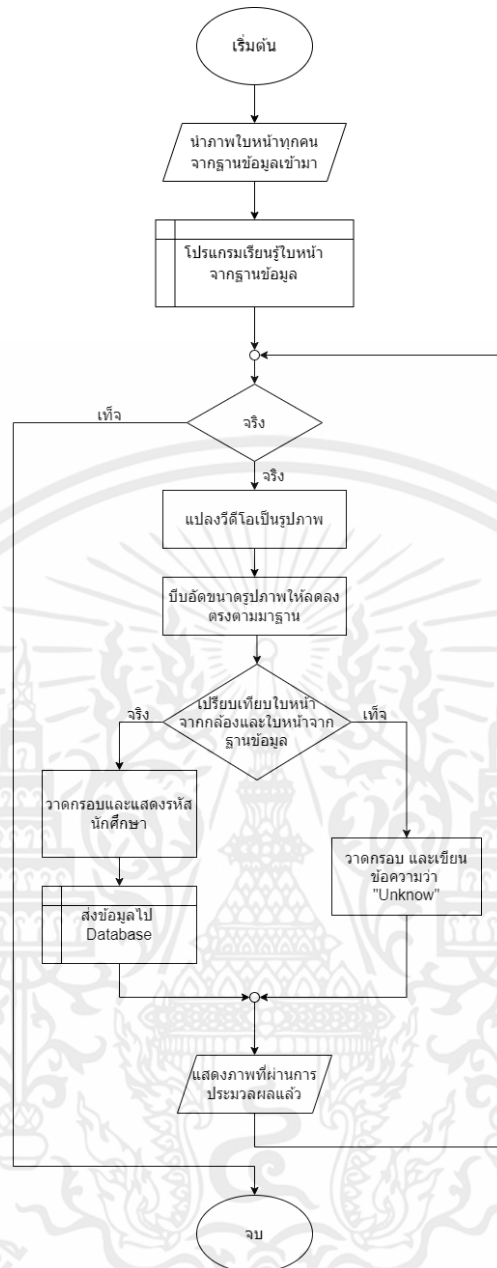 เริ่มต้น
นำภาพใบหน้าทุกคน
จากฐานข้อมูลเข้ามา
โปรแกรมเรียนรู้ใบหน้า
จากฐานข้อมูล
เท็จ
จริง
จริง
แปลงวีดีโอเป็นรูปภาพ
บีบอัดขนาดรูปภาพให้ลดลง
ตรงตามมาฐาน
จริง
เปรียบเทียบใบหน้า
จากกล้องและใบหน้าจาก
ฐานข้อมูล
เท็จ
วาดกรอบและแสดงรหัส
นักศึกษา
วาดกรอบ และเขียน
ข้อความว่า
"Unknow"
ส่งข้อมูลไป
Database
แสดงภาพที่ผ่านการ
ประมวลผลแล้ว
จบ